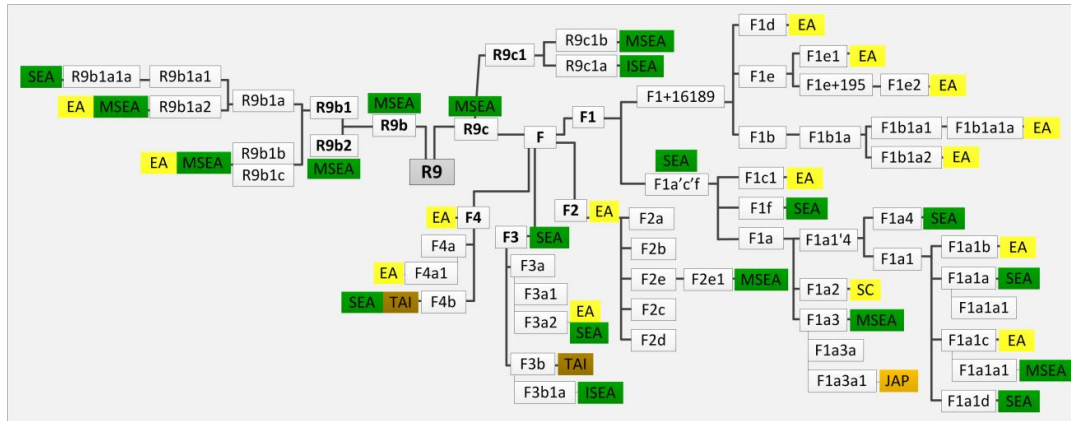 F1d EA
R9c1b MSEA
R9c1
R9c1a ISEA
F1e1 EA
F1e
F1e+195 F1e2 EA
SEA R9b1a1a R9b1a1
EA MSEA R9b1a2
R9b1a
R9b1
MSEA
R9b
R9b2
MSEA
R9c
F
F1
F1+16189
F1b F1b1a
F1b1a1 F1b1a1a EA
F1b1a2 EA
EA MSEA R9b1b
R9b1c
MSEA
R9
SEA
F1a'c'f
F1c1 EA
F1f SEA
F1a
F1a1'4
F1a4 SEA
F1a1
F1a1b EA
F1a1a SEA
F1a1a1
F1a2 SC
F1a3 MSEA
F1a3a
F1a3a1 JAP
F1a1c EA
F1a1a1 MSEA
F1a1d SEA
EA F4
F4a
EA F4a1
SEA TAI F4b
F3 SEA
F3a
F3a1
F3a2 EA
SEA
F3b TAI
F3b1a ISEA
F2 EA
F2a
F2b
F2e F2e1 MSEA
F2c
F2d